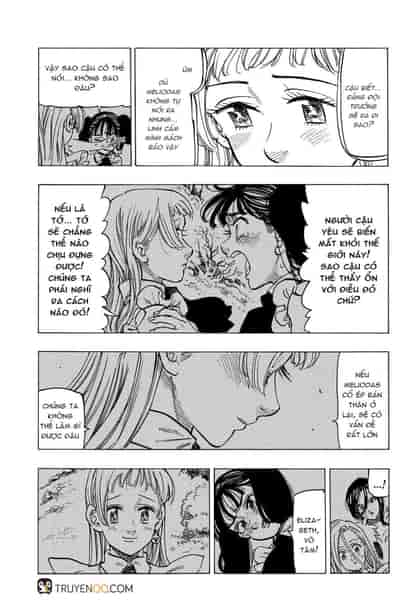 CẬU BIẾT...
RẰNG ĐỘI
TRƯỞNG
SẼ RA
ĐI SAO?
ỪM
DÙ
MELIODAS
KHÔNG TỰ
NÓI RA
NHƯNG...
LINH CẢM
MÌNH MÁCH
BẢO VẬY
VẬY SAO CẬU CÓ THỂ
NÓI... KHÔNG SAO
ĐÂU?
NGƯỜI CẬU
YÊU SẼ BIẾN
MẤT KHỎI THẾ
GIỚI NÀY!
SAO CẬU CÓ
THỂ THẤY ỔN
VỚI ĐIỀU ĐÓ
CHỨ?
NẾU LÀ
TỚ... TỚ
SẼ CHẲNG
THỂ NÀO
CHỊU ĐỰNG
ĐƯỢC!
CHÚNG TA
PHẢI NGHĨ
RA CÁCH
NÀO ĐÓ!
NẾU
MELIODAS
CỐ ÉP BẢN
THÂN Ở
LẠI, SẼ CÓ
VẤN ĐỀ
RẤT LỚN
CHÚNG TA
KHÔNG
THỂ LÀM GÌ
ĐƯỢC ĐÂU
...!
ELIZA-
BETH,
VÔ
TÂM!
TRUYENQQ.COM